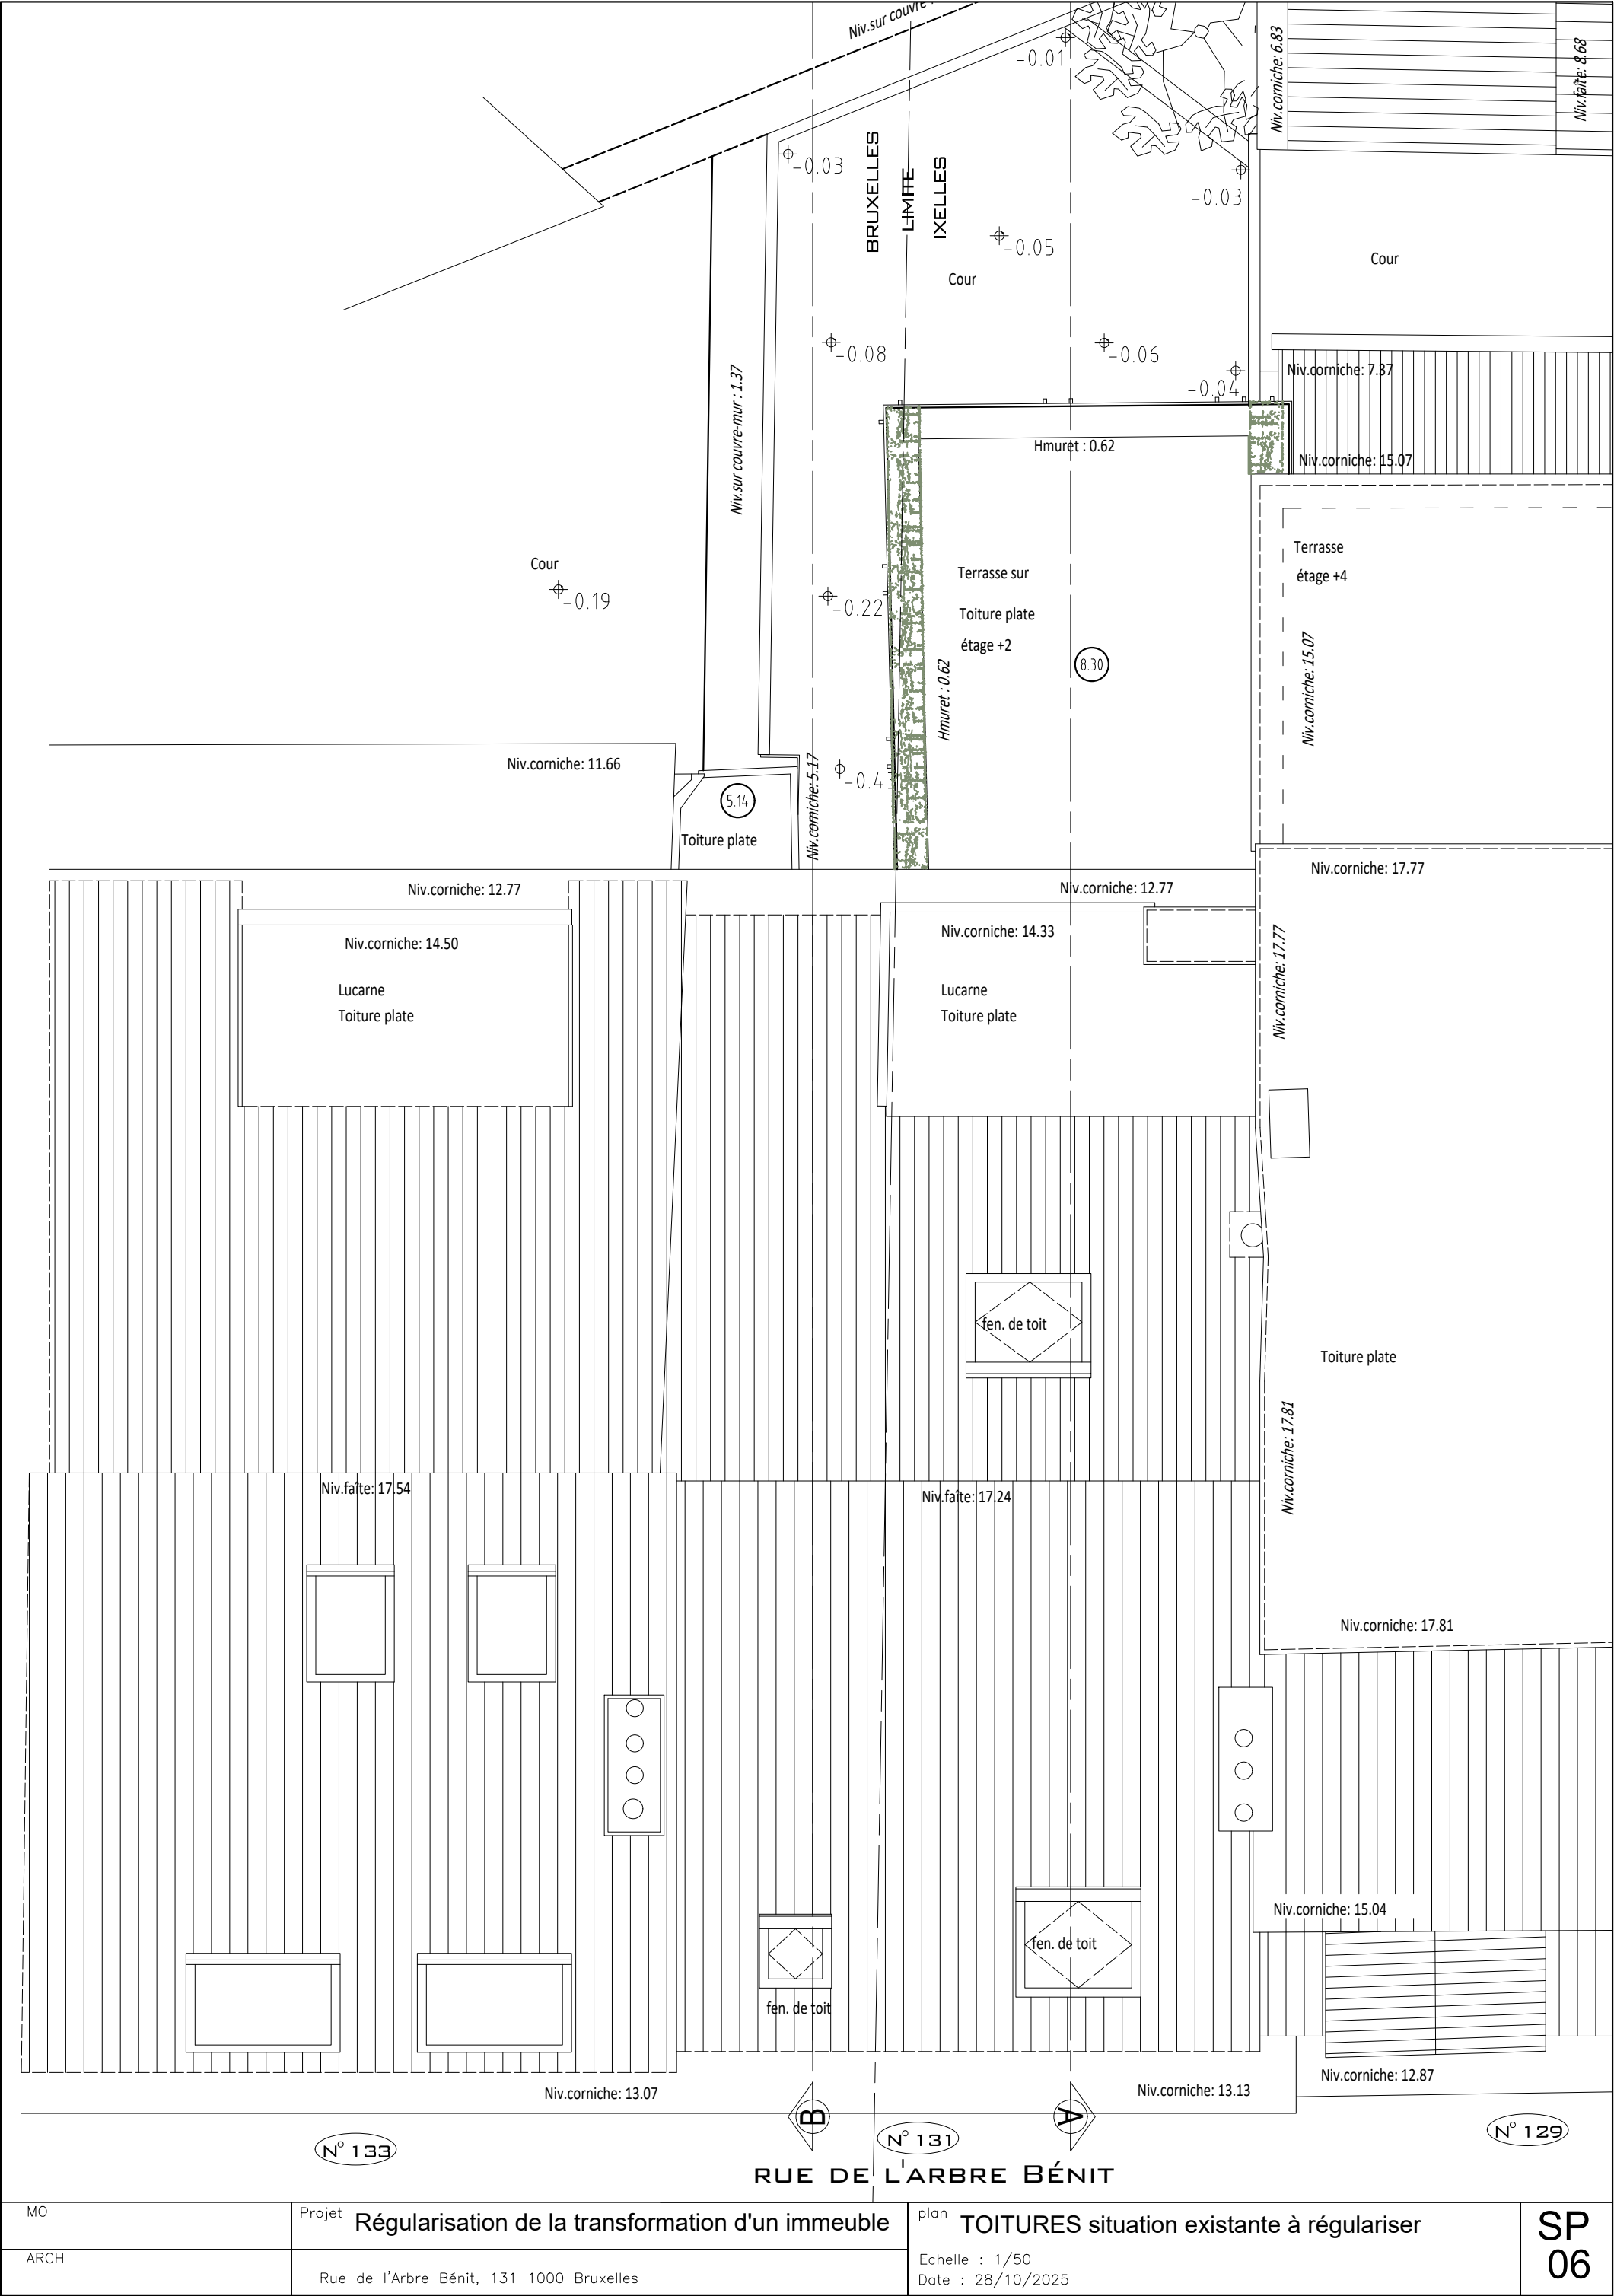 Niv.sur couvre
-0.01
Niv.corniche: 6.83
Niv.faîte: 8.68
-0.03
BRUXELLES
LIMITE
IXELLES
-0.03
-0.05
Cour
Cour
-0.08
-0.06
-0.04
Niv.corniche: 7.37
Niv.sur couvre-mur : 1.37
Hmuret : 0.62
Niv.corniche: 15.07
Cour
-0.19
-0.22
Terrasse sur
Toiture plate
étage +2
8.30
Hmuret : 0.62
Terrasse
étage +4
Niv.corniche: 15.07
Niv.corniche: 11.66
5.14
Toiture plate
Niv.corniche: 5.17
Niv.corniche: 12.77
Niv.corniche: 12.77
Niv.corniche: 17.77
Niv.corniche: 14.50
Lucarne
Toiture plate
Niv.corniche: 14.33
Lucarne
Toiture plate
Niv.corniche: 17.77
fen. de toit
Toiture plate
Niv.corniche: 17.81
Niv.faîte: 17.54
Niv.faîte: 17.24
Niv.corniche: 17.81
Niv.corniche: 15.04
fen. de toit
fen. de toit
Niv.corniche: 13.07
Niv.corniche: 13.13
Niv.corniche: 12.87
B
A
N° 133
N° 131
N° 129
RUE DE L'ARBRE BÉNIT
MO
ARCH
Projet Régularisation de la transformation d'un immeuble
Rue de l'Arbre Bénit, 131 1000 Bruxelles
plan TOITURES situation existante à régulariser
Echelle : 1/50
Date : 28/10/2025
SP
06